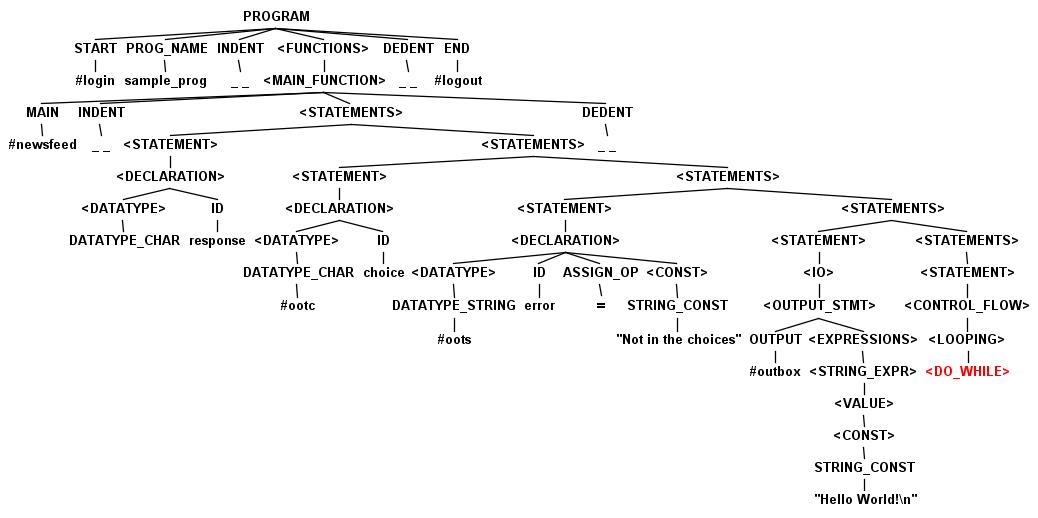 PROGRAM
START PROG_NAME INDENT <FUNCTIONS> DEDENT END
#login sample_prog _ _ <MAIN_FUNCTION> _ _ #logout
MAIN INDENT <STATEMENTS> DEDENT
#newsfeed _ _ <STATEMENT> <STATEMENTS> _ _
<DECLARATION> <STATEMENT> <STATEMENTS>
<DATATYPE> ID <DECLARATION> <STATEMENT> <STATEMENTS>
DATATYPE_CHAR response <DATATYPE> ID <DECLARATION> <STATEMENT> <STATEMENTS>
DATATYPE_CHAR choice <DATATYPE> ID ASSIGN_OP <CONST> <IO> <STATEMENT>
#ootc DATATYPE_STRING error = STRING_CONST <OUTPUT_STMT> <CONTROL_FLOW>
#oots "Not in the choices" OUTPUT <EXPRESSIONS> <LOOPING>
#outbox <STRING_EXPR> <DO_WHILE>
<VALUE>
<CONST>
STRING_CONST
"Hello World!\n"